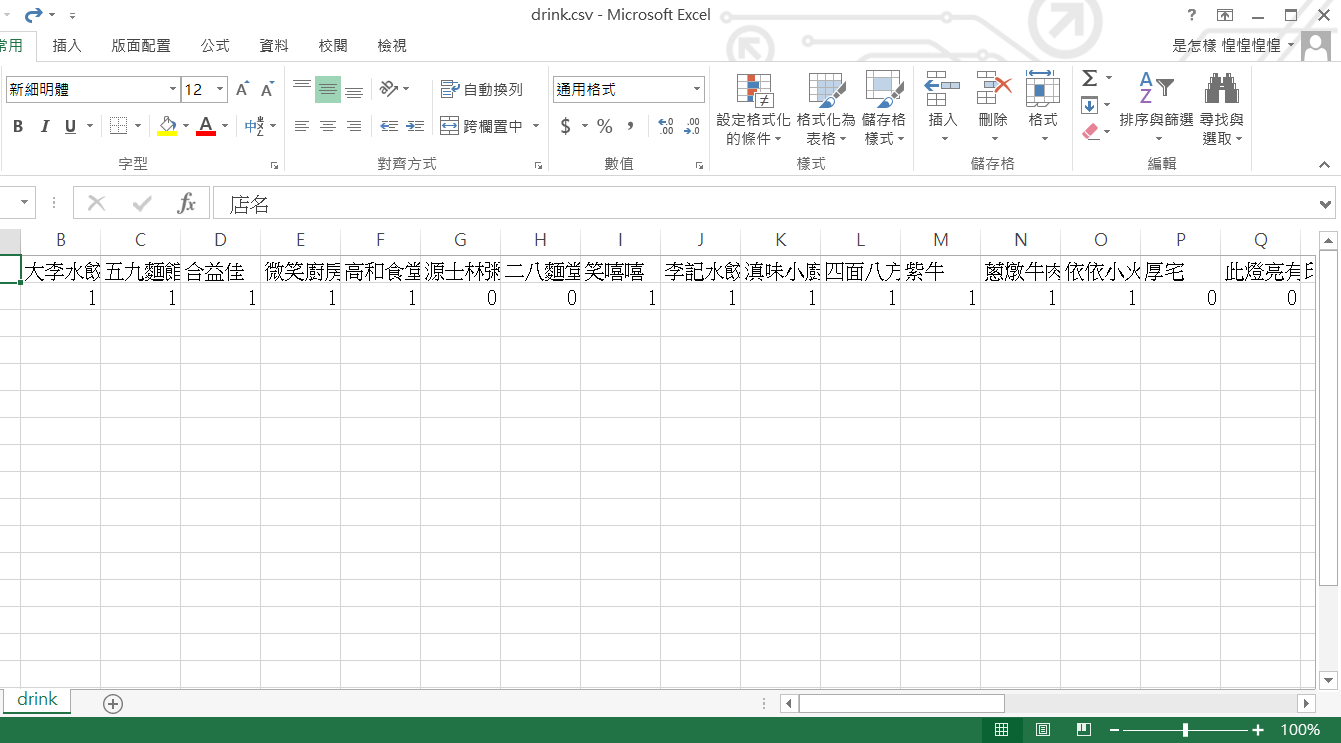 drink.csv - Microsoft Excel
?
常用 插入 版面配置 公式 資料 校閱 檢視 是怎樣 惶惶惶惶
新細明體 12 A A 自動換列 通用格式
B I U A 中 跨欄置中 $ % , .00 .00
設定格式化的條件 格式化為表格 儲存格樣式 插入 刪除 格式 Σ A Z 排序與篩選 尋找與選取
字型 對齊方式 數值 樣式 儲存格 編輯
fx 店名
B C D E F G H I J K L M N O P Q
大李水餃 五九麵館 合益佳 微笑廚房 高和食堂 源士林粥 二八麵堂 笑嘻嘻 李記水餃 滇味小廚 四面八方 紫牛 蔥燉牛肉 依依小火 厚宅 此燈亮有
1 1 1 1 1 0 0 1 1 1 1 1 1 1 0 0
drink
100%